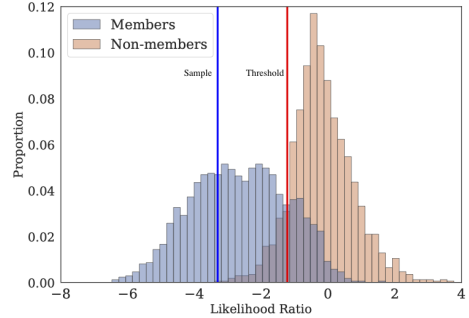 0.12
0.10
0.08
0.06
0.04
0.02
0.00
Proportion
Members
Non-members
Sample
Threshold
−8 −6 −4 −2 0 2 4
Likelihood Ratio